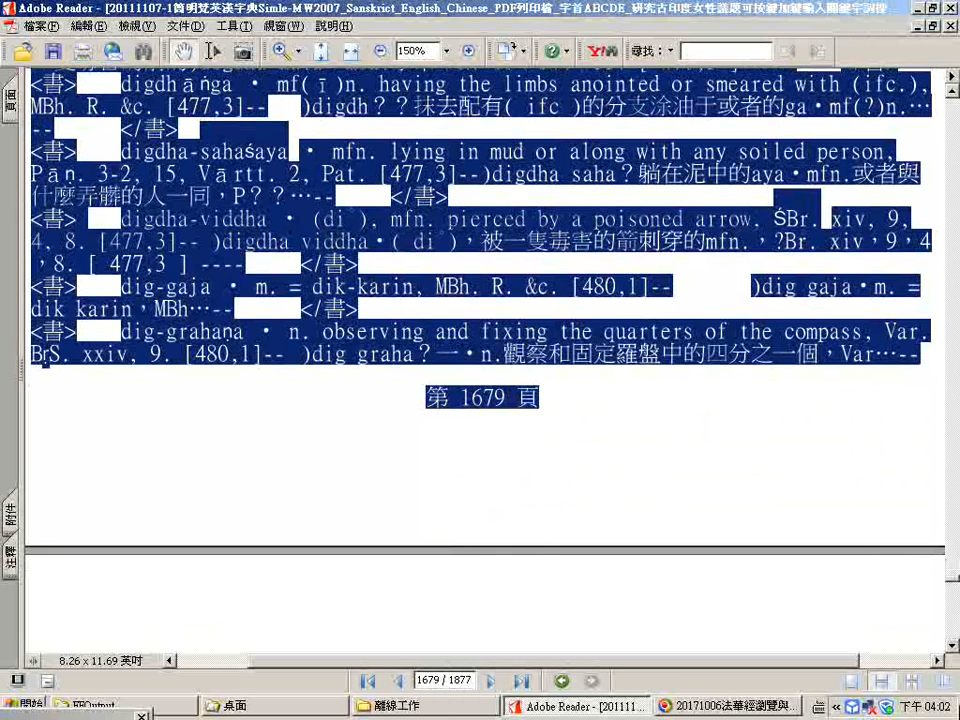 Adobe Reader - [20111107-1簡明梵英漢字典Simle-MW2007_Sanskrict_English_Chinese_PDF列印檔_字首ABCDE_研究古印度女性議題可按鍵加鍵輸入關鍵字詞搜
檔案(F) 編輯(E) 檢視(V) 文件(D) 工具(T) 視窗(W) 說明(H)
150% 尋找：
頁面
<書> digdhāṅga · mf(ī)n. having the limbs anointed or smeared with (ifc.),
MBh. R. &c. [477,3]-- )digdh？？抹去配有( ifc )的分支涂油于或者的ga·mf(?)n.…
-- </書>
<書> digdha-sahaśaya · mfn. lying in mud or along with any soiled person,
Pāṇ. 3-2, 15, Vārtt. 2, Pat. [477,3]--)digdha saha？躺在泥中的aya·mfn.或者與
什麼弄髒的人一同，P？？…-- </書>
<書> digdha-viddha · (di˚), mfn. pierced by a poisoned arrow. ŚBr. xiv, 9,
4, 8. [477,3]-- )digdha viddha·( di˚)，被一隻毒害的箭刺穿的mfn.，?Br. xiv，9，4
，8. [ 477,3 ] ---- </書>
<書> dig-gaja · m. = dik-karin, MBh. R. &c. [480,1]-- )dig gaja·m. =
dik karin，MBh…-- </書>
<書> dig-grahaṇa · n. observing and fixing the quarters of the compass, Var.
BṛS. xxiv, 9. [480,1]-- )dig graha？一·n.觀察和固定羅盤中的四分之一個，Var…--
第 1679 頁
附件
注釋
8.26 x 11.69 英吋
1679 / 1877
開始 FFOutput 桌面 離線工作 Adobe Reader - [201111... 20171006法華經瀏覽與... 下午 04:02